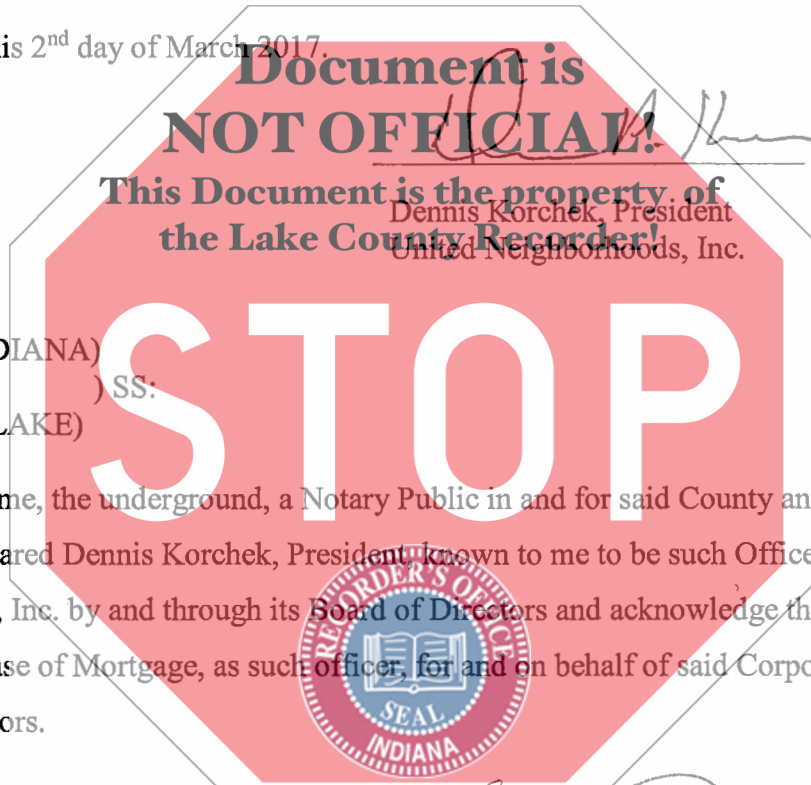 is 2nd day of March 2017.
Document is
NOT OFFICIAL!
This Document is the property of
the Lake County Recorder!
Dennis Korchek, President
United Neighborhoods, Inc.
DIANA)
) SS:
LAKE)
STOP
me, the underground, a Notary Public in and for said County an
ared Dennis Korchek, President, known to me to be such Office
, Inc. by and through its Board of Directors and acknowledge th
se of Mortgage, as such officer, for and on behalf of said Corpo
ors.
RECORDER'S OFFICE
SEAL
INDIANA